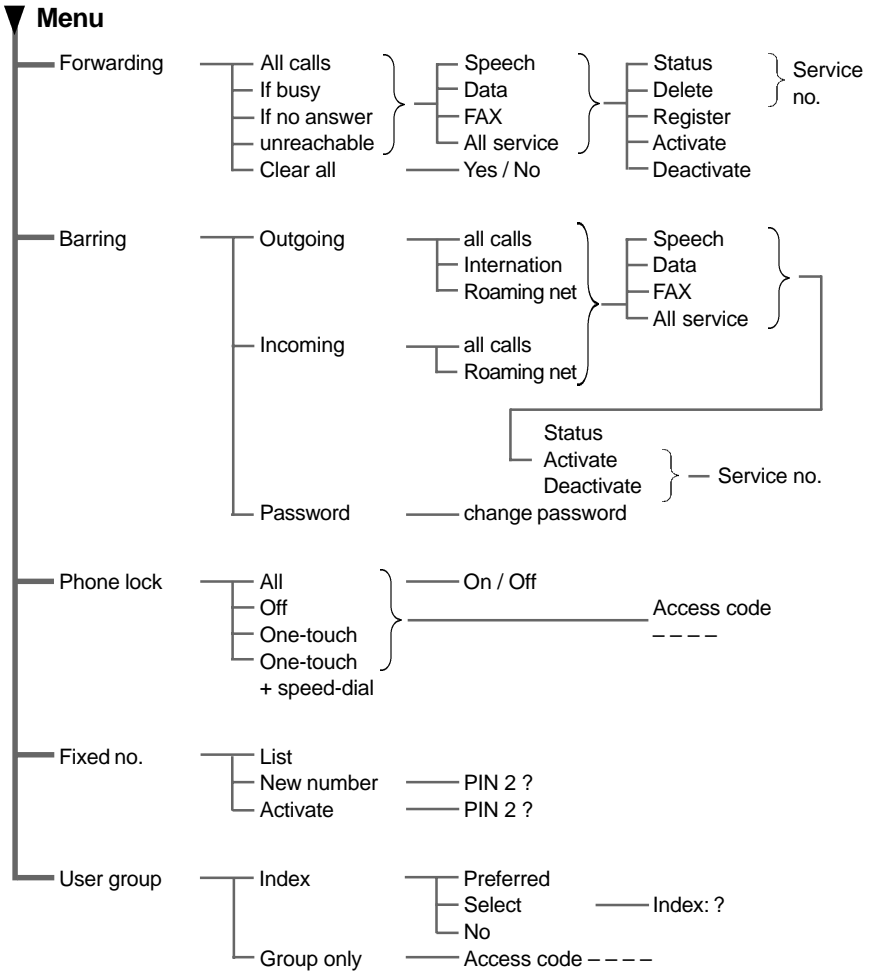 Menu
Forwarding All calls Speech Status Service
If busy Data Delete no.
If no answer FAX Register
unreachable All service Activate
Clear all Yes / No Deactivate
Barring Outgoing all calls Speech
Internation Data
Roaming net FAX
All service
Incoming all calls
Roaming net
Status
Activate Service no.
Deactivate
Password change password
Phone lock All On / Off
Off Access code
One-touch – – – –
One-touch
+ speed-dial
Fixed no. List
New number PIN 2 ?
Activate PIN 2 ?
User group Index Preferred
Select Index: ?
No
Group only Access code – – – –